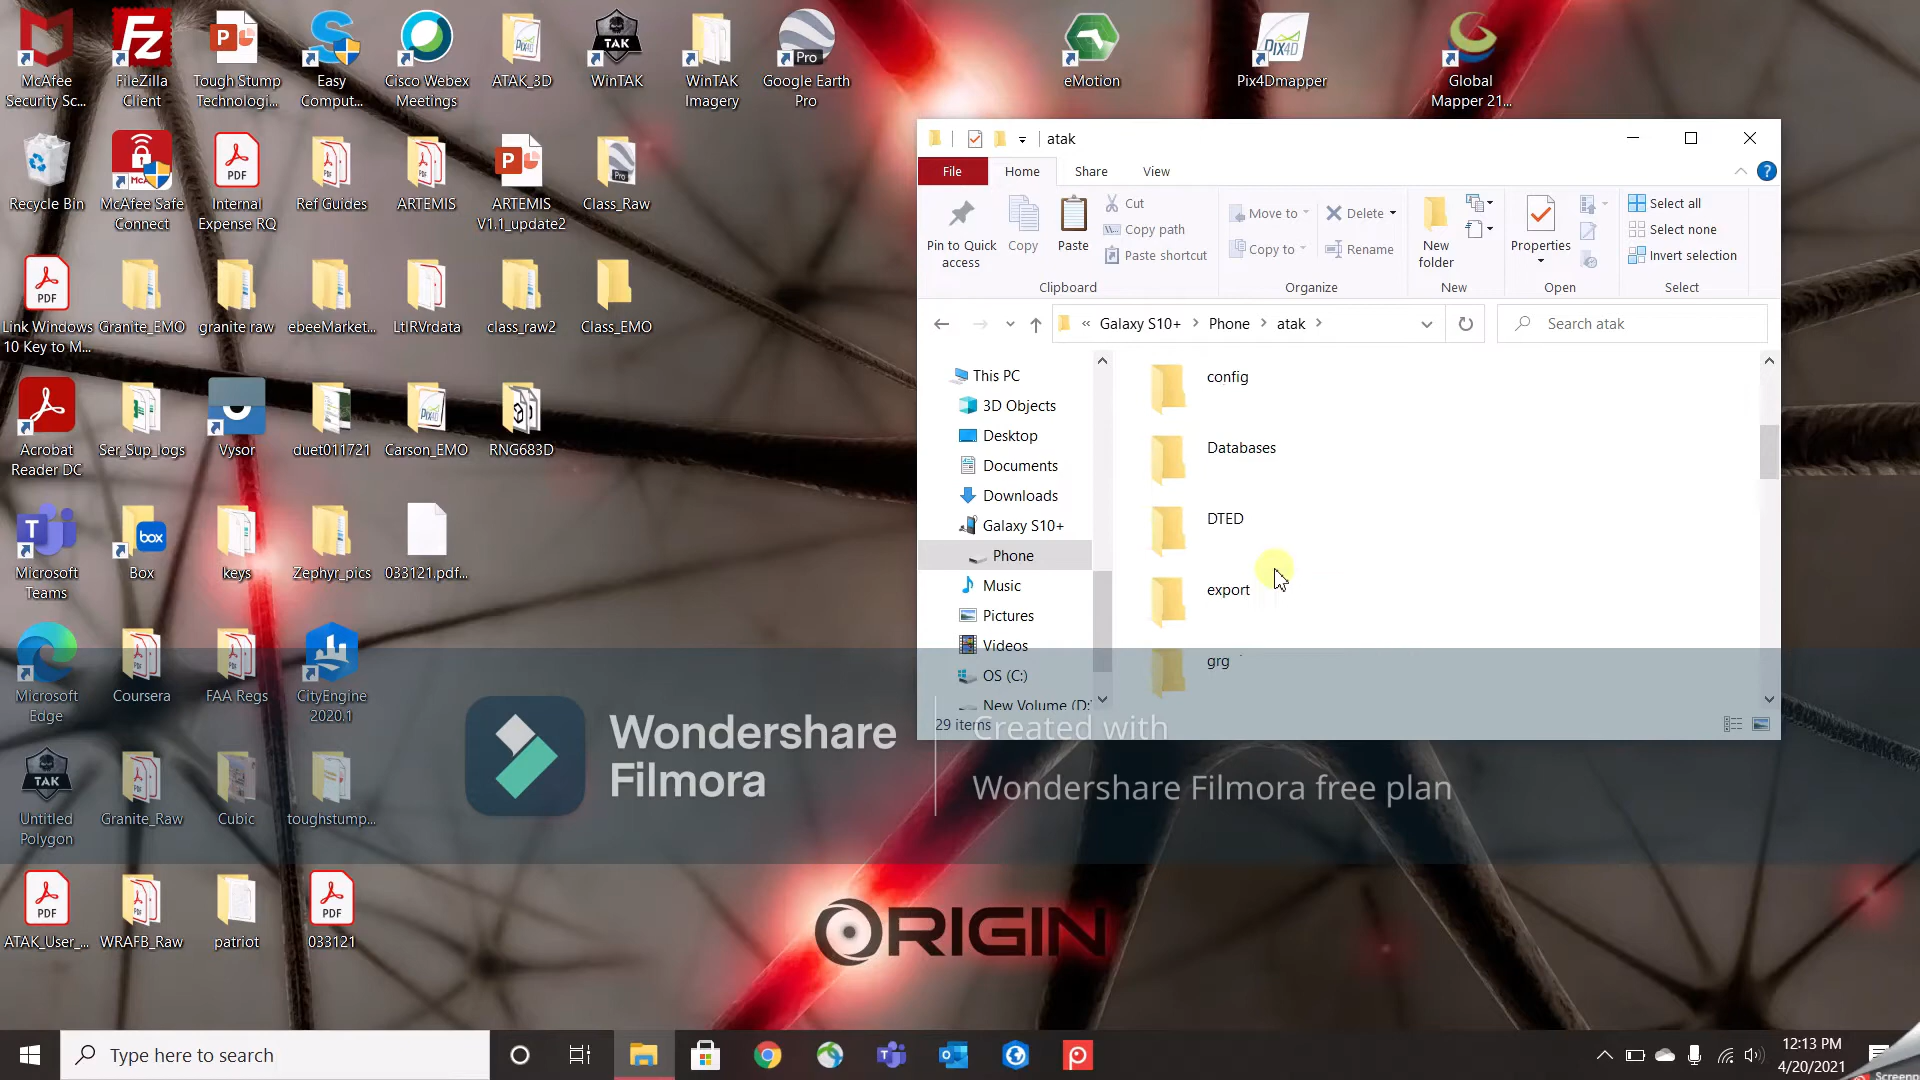 McAfee
Security Sc...
FileZilla
Client
Tough Stump
Technologi...
Easy
Comput...
Cisco Webex
Meetings
ATAK_3D
WinTAK
WinTAK
Imagery
Google Earth
Pro
eMotion
Pix4Dmapper
Global
Mapper 21...
Recycle Bin
McAfee Safe
Connect
Internal
Expense RQ
Ref Guides
ARTEMIS
ARTEMIS
V1.1_update2
Class_Raw
Link Windows
10 Key to M...
Granite_EMO
granite raw
ebeeMarket...
LtlRVrdata
class_raw2
Class_EMO
Acrobat
Reader DC
Ser_Sup_logs
Vysor
duet011721
Carson_EMO
RNG683D
Microsoft
Teams
Box
keys
Zephyr_pics
033121.pdf...
Microsoft
Edge
Coursera
FAA Regs
CityEngine
2020.1
Untitled
Polygon
Granite_Raw
Cubic
toughstump...
ATAK_User_...
WRAFB_Raw
patriot
033121
atak
File
Home
Share
View
Pin to Quick
access
Copy
Paste
Cut
Copy path
Paste shortcut
Clipboard
Move to
Copy to
Delete
Rename
Organize
New
folder
New
Properties
Open
Select all
Select none
Invert selection
Select
« Galaxy S10+ > Phone > atak >
Search atak
This PC
3D Objects
Desktop
Documents
Downloads
Galaxy S10+
Phone
Music
Pictures
Videos
OS (C:)
New Volume (D:
config
Databases
DTED
export
grg
29 items
Wondershare
Filmora
Created with
Wondershare Filmora free plan
ORIGIN
Type here to search
12:13 PM
4/20/2021